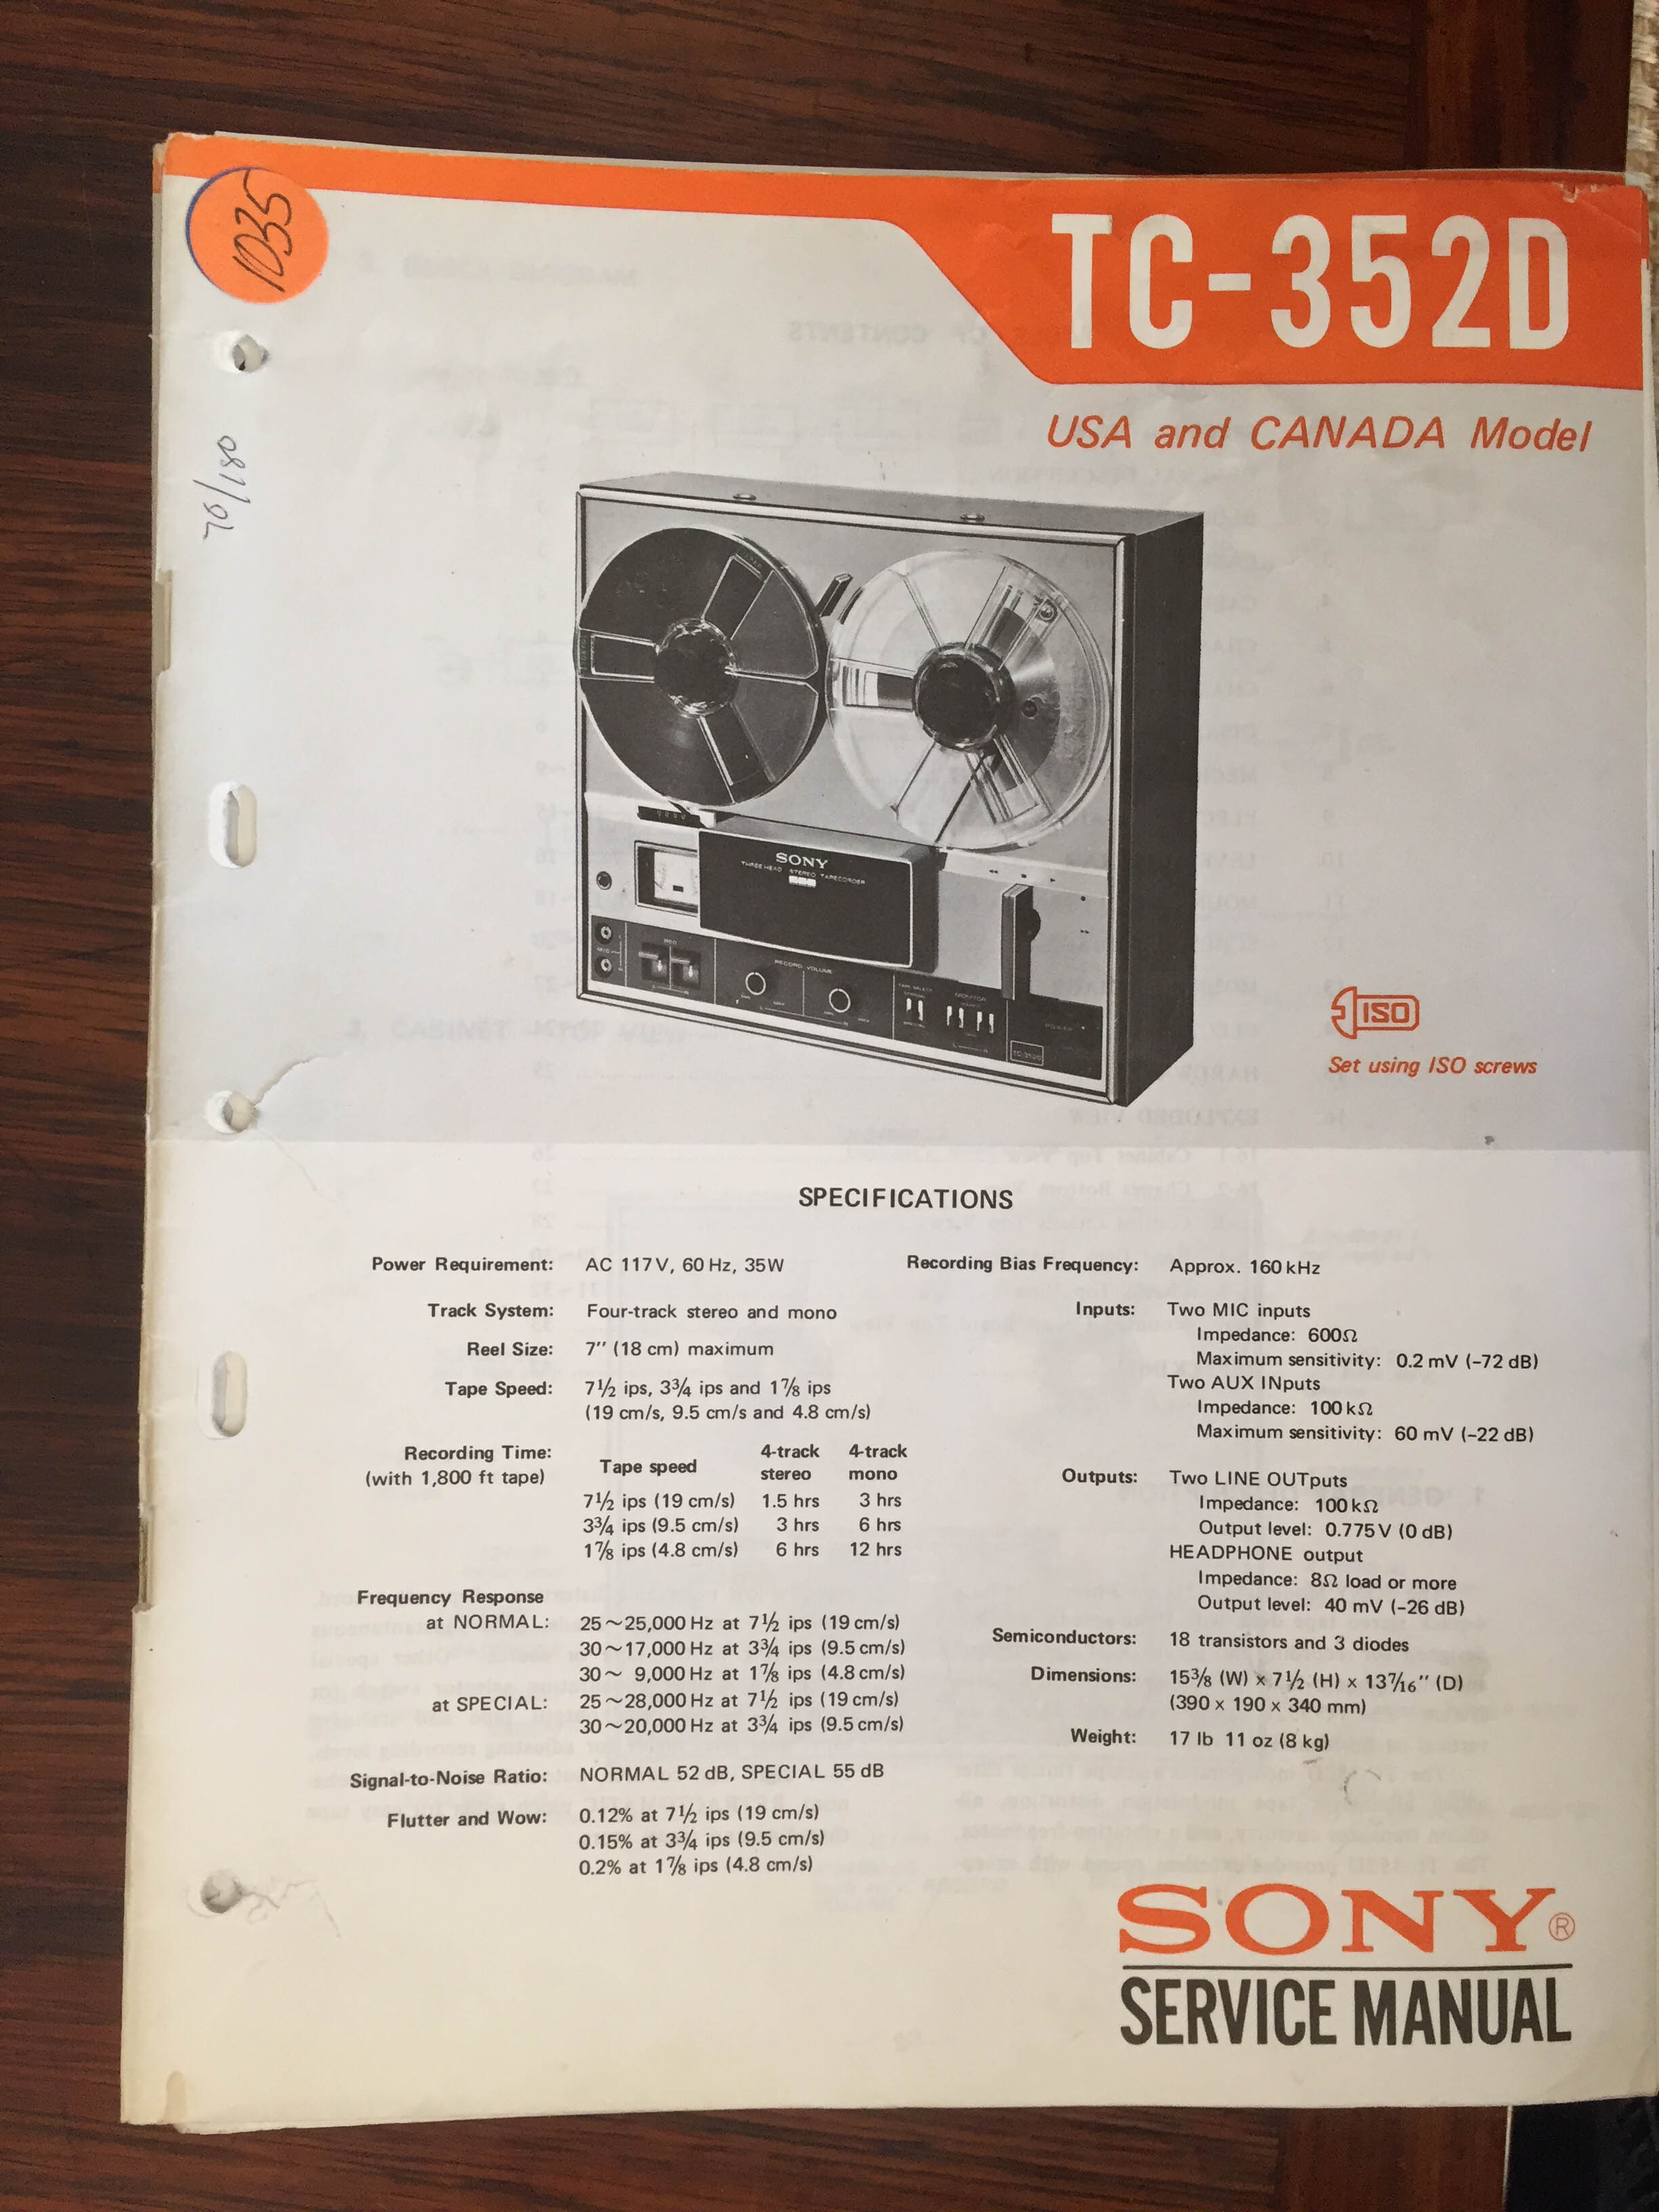 1035
70/180
TC-352D
USA and CANADA Model
SONY
THREE HEAD STEREO TAPECORDER
MIC
REC
RECORD VOLUME
TAPE SELECT
MONITOR
POWER
TC-352D
ISO
Set using ISO screws
SPECIFICATIONS
Power Requirement: AC 117V, 60 Hz, 35W
Track System: Four-track stereo and mono
Reel Size: 7" (18 cm) maximum
Tape Speed: 7½ ips, 3¾ ips and 1⅞ ips
(19 cm/s, 9.5 cm/s and 4.8 cm/s)
Recording Time:
(with 1,800 ft tape)
Tape speed 4-track stereo 4-track mono
7½ ips (19 cm/s) 1.5 hrs 3 hrs
3¾ ips (9.5 cm/s) 3 hrs 6 hrs
1⅞ ips (4.8 cm/s) 6 hrs 12 hrs
Frequency Response
at NORMAL: 25~25,000 Hz at 7½ ips (19 cm/s)
30~17,000 Hz at 3¾ ips (9.5 cm/s)
30~ 9,000 Hz at 1⅞ ips (4.8 cm/s)
at SPECIAL: 25~28,000 Hz at 7½ ips (19 cm/s)
30~20,000 Hz at 3¾ ips (9.5 cm/s)
Signal-to-Noise Ratio: NORMAL 52 dB, SPECIAL 55 dB
Flutter and Wow: 0.12% at 7½ ips (19 cm/s)
0.15% at 3¾ ips (9.5 cm/s)
0.2% at 1⅞ ips (4.8 cm/s)
Recording Bias Frequency: Approx. 160 kHz
Inputs: Two MIC inputs
Impedance: 600Ω
Maximum sensitivity: 0.2 mV (-72 dB)
Two AUX INputs
Impedance: 100 kΩ
Maximum sensitivity: 60 mV (-22 dB)
Outputs: Two LINE OUTputs
Impedance: 100 kΩ
Output level: 0.775 V (0 dB)
HEADPHONE output
Impedance: 8Ω load or more
Output level: 40 mV (-26 dB)
Semiconductors: 18 transistors and 3 diodes
Dimensions: 15⅜ (W) x 7½ (H) x 13 7/16" (D)
(390 x 190 x 340 mm)
Weight: 17 lb 11 oz (8 kg)
SONY®
SERVICE MANUAL